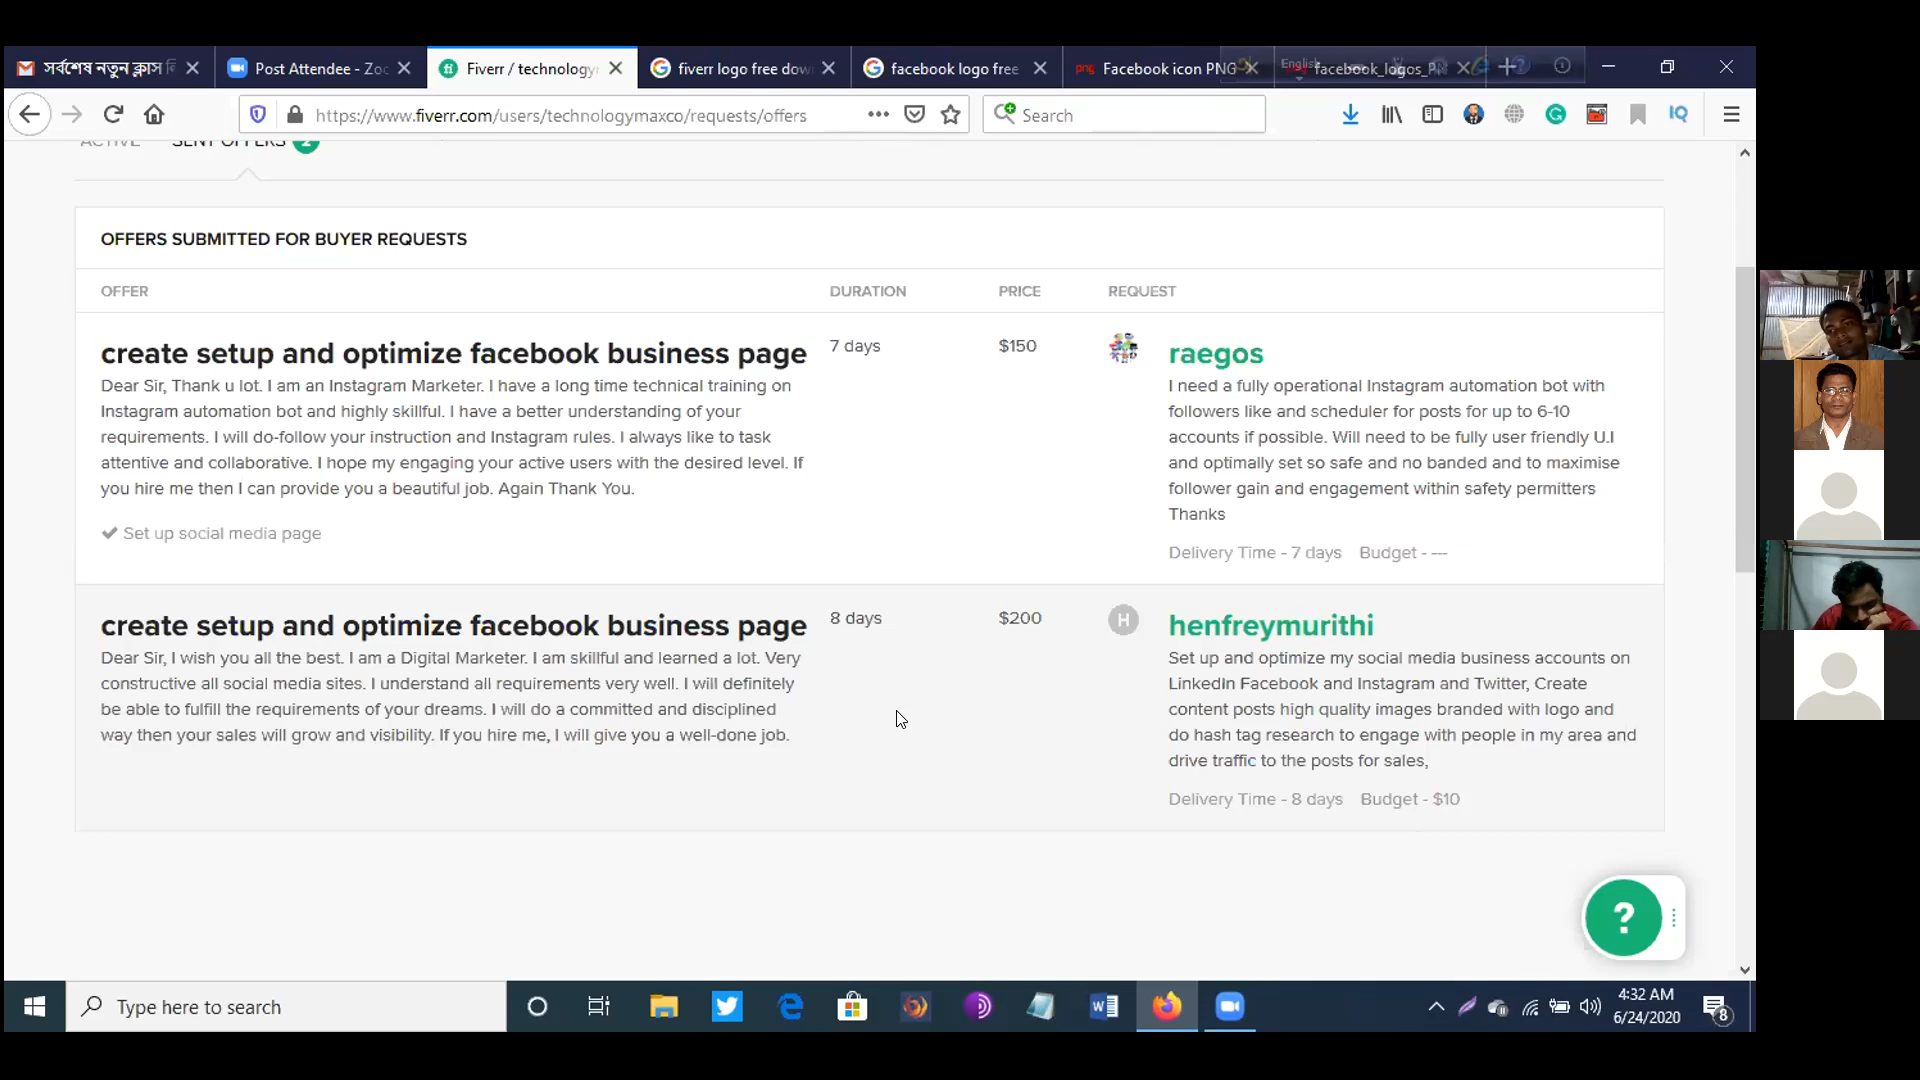 সর্বশেষ নতুন ক্লাস
Post Attendee - Zoo
Fiverr / technology
fiverr logo free dow
facebook logo free
Facebook icon PNG
English
facebook_logos_P
https://www.fiverr.com/users/technologymaxco/requests/offers
Search
ACTIVE SENT OFFERS 2
OFFERS SUBMITTED FOR BUYER REQUESTS
OFFER DURATION PRICE REQUEST
create setup and optimize facebook business page
Dear Sir, Thank u lot. I am an Instagram Marketer. I have a long time technical training on
Instagram automation bot and highly skillful. I have a better understanding of your
requirements. I will do-follow your instruction and Instagram rules. I always like to task
attentive and collaborative. I hope my engaging your active users with the desired level. If
you hire me then I can provide you a beautiful job. Again Thank You.
Set up social media page
7 days
$150
raegos
I need a fully operational Instagram automation bot with
followers like and scheduler for posts for up to 6-10
accounts if possible. Will need to be fully user friendly U.I
and optimally set so safe and no banded and to maximise
follower gain and engagement within safety permitters
Thanks
Delivery Time - 7 days Budget - ---
create setup and optimize facebook business page
Dear Sir, I wish you all the best. I am a Digital Marketer. I am skillful and learned a lot. Very
constructive all social media sites. I understand all requirements very well. I will definitely
be able to fulfill the requirements of your dreams. I will do a committed and disciplined
way then your sales will grow and visibility. If you hire me, I will give you a well-done job.
8 days
$200
H
henfreymurithi
Set up and optimize my social media business accounts on
LinkedIn Facebook and Instagram and Twitter, Create
content posts high quality images branded with logo and
do hash tag research to engage with people in my area and
drive traffic to the posts for sales,
Delivery Time - 8 days Budget - $10
?
Type here to search
4:32 AM
6/24/2020
8